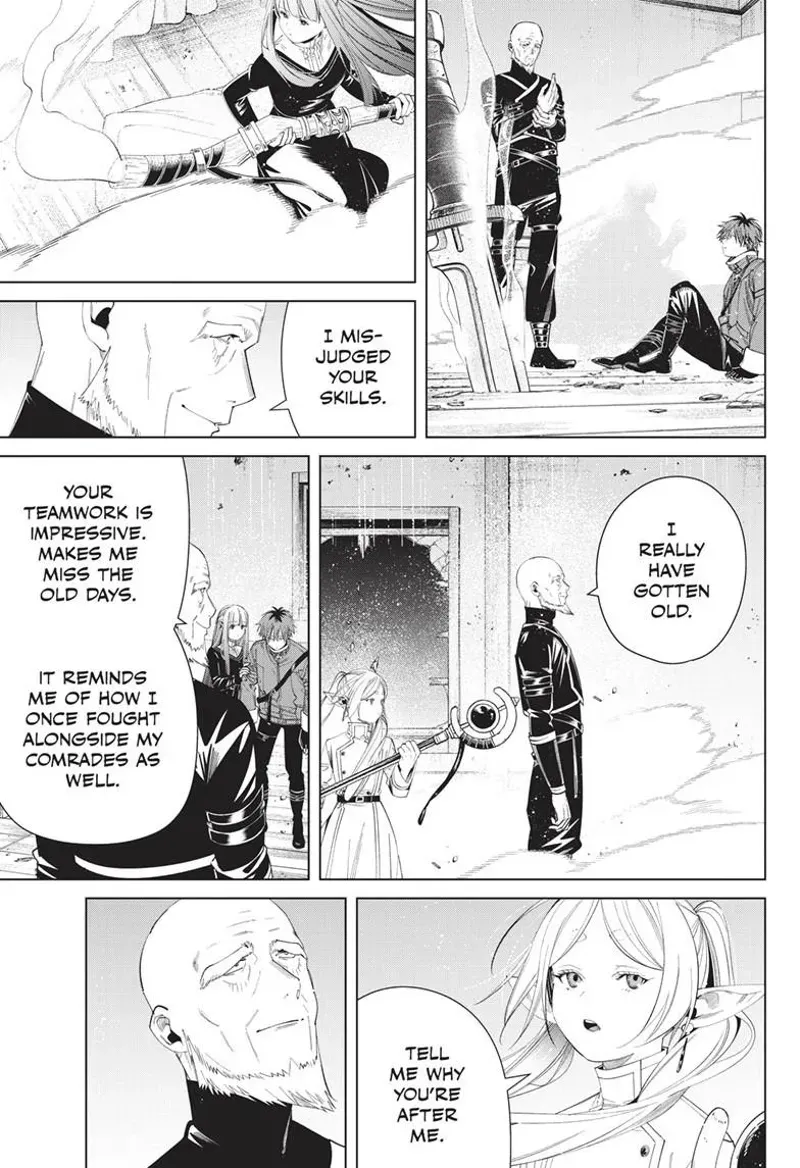 I MIS-
JUDGED
YOUR
SKILLS.
I
REALLY
HAVE
GOTTEN
OLD.
YOUR
TEAMWORK IS
IMPRESSIVE.
MAKES ME
MISS THE
OLD DAYS.
IT REMINDS
ME OF HOW I
ONCE FOUGHT
ALONGSIDE MY
COMRADES AS
WELL.
TELL
ME WHY
YOU'RE
AFTER
ME.